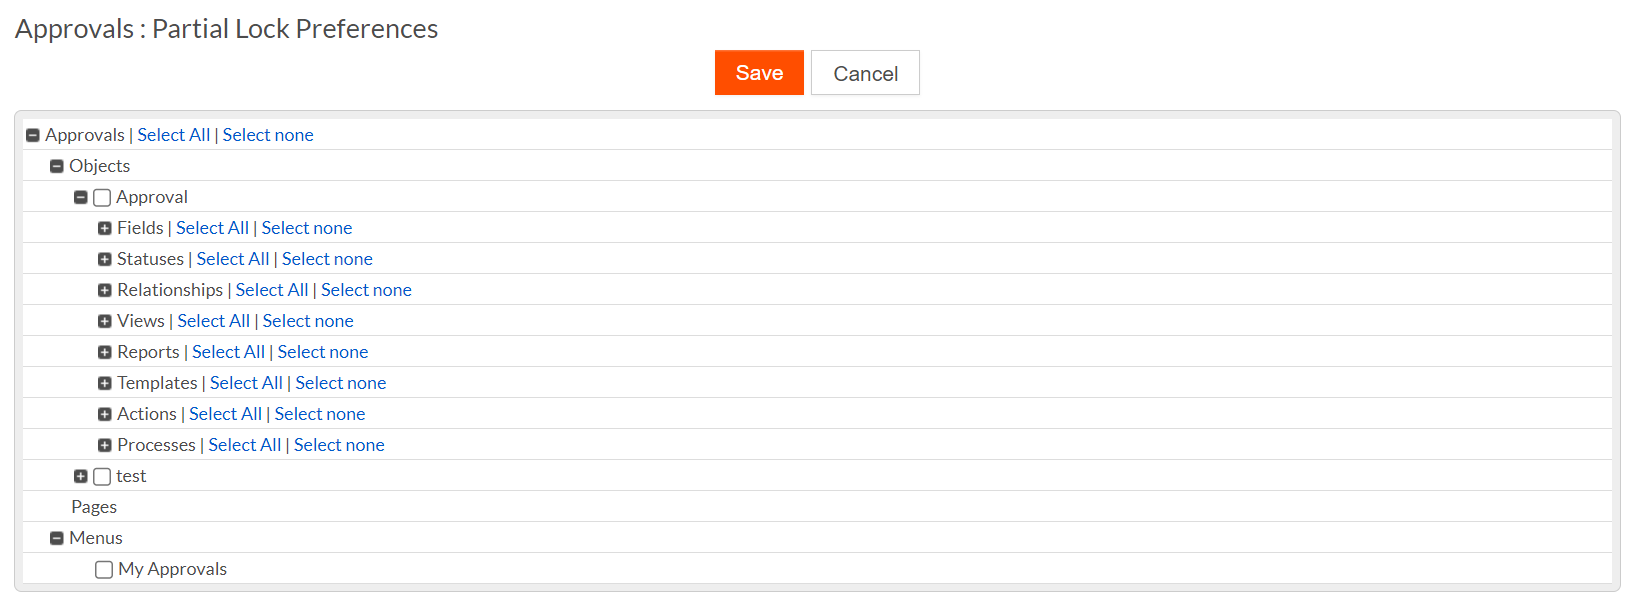 Approvals : Partial Lock Preferences
Save Cancel
Approvals | Select All | Select none
Objects
Approval
Fields | Select All | Select none
Statuses | Select All | Select none
Relationships | Select All | Select none
Views | Select All | Select none
Reports | Select All | Select none
Templates | Select All | Select none
Actions | Select All | Select none
Processes | Select All | Select none
test
Pages
Menus
My Approvals